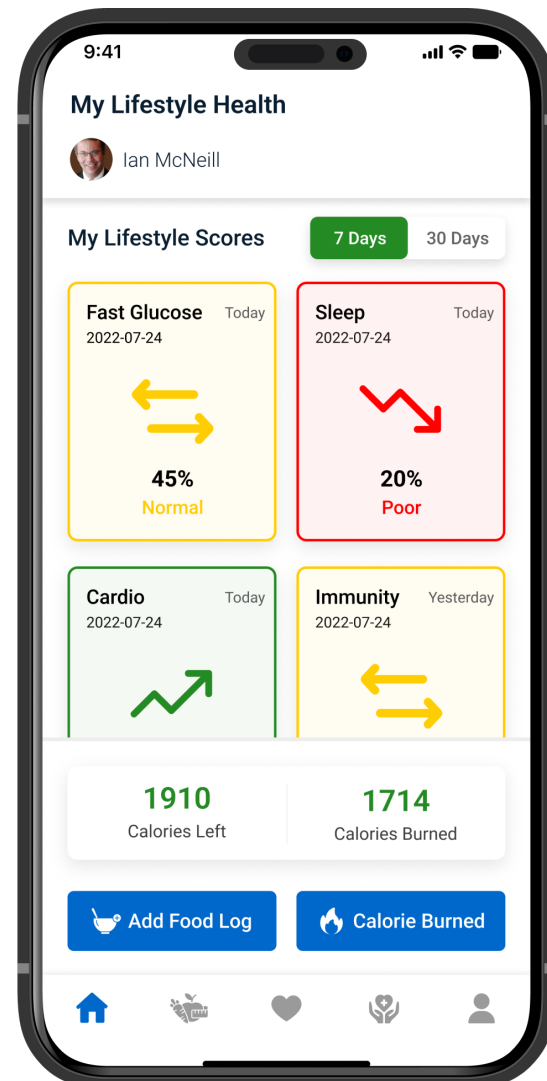 9:41
My Lifestyle Health
Ian McNeill
My Lifestyle Scores
7 Days
30 Days
Fast Glucose Today
2022-07-24
45%
Normal
Sleep Today
2022-07-24
20%
Poor
Cardio Today
2022-07-24
Immunity Yesterday
2022-07-24
1910
Calories Left
1714
Calories Burned
Add Food Log
Calorie Burned